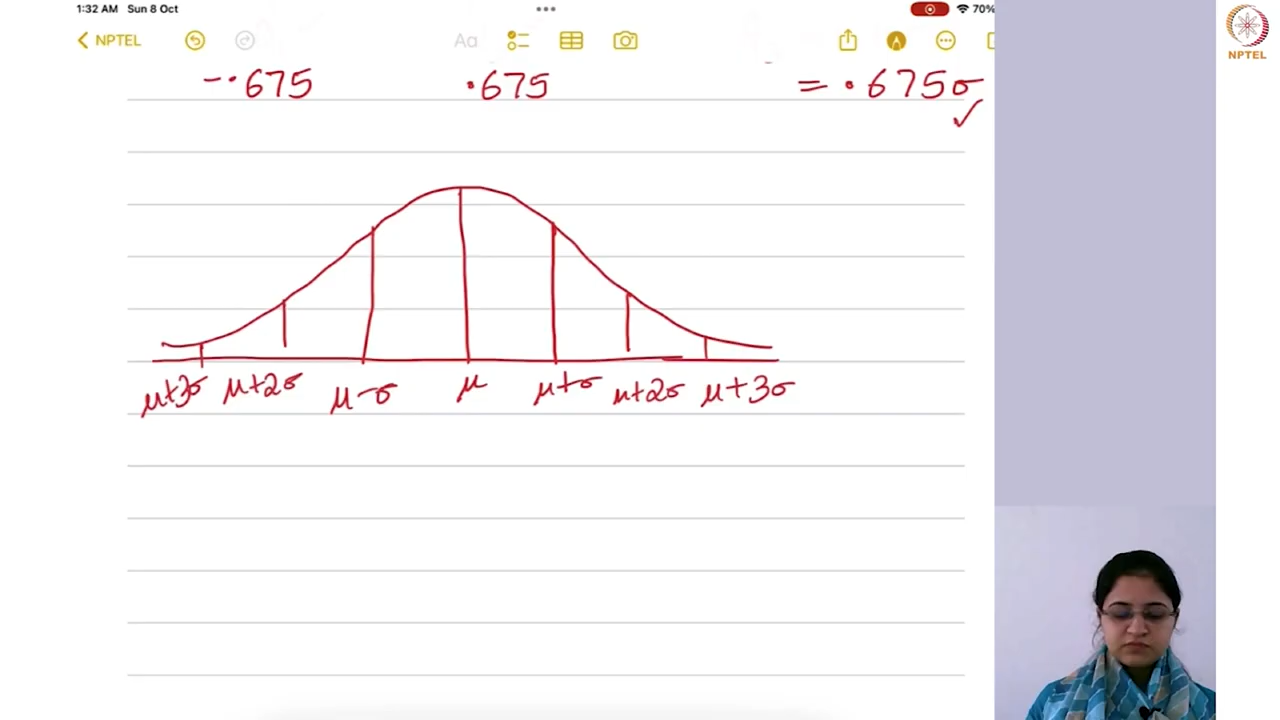 1:32 AM Sun 8 Oct 70%
NPTEL Aa
NPTEL
-.675 .675 = .675σ ✓
μ+3σ μ+2σ μ-σ μ μ+σ μ+2σ μ+3σ